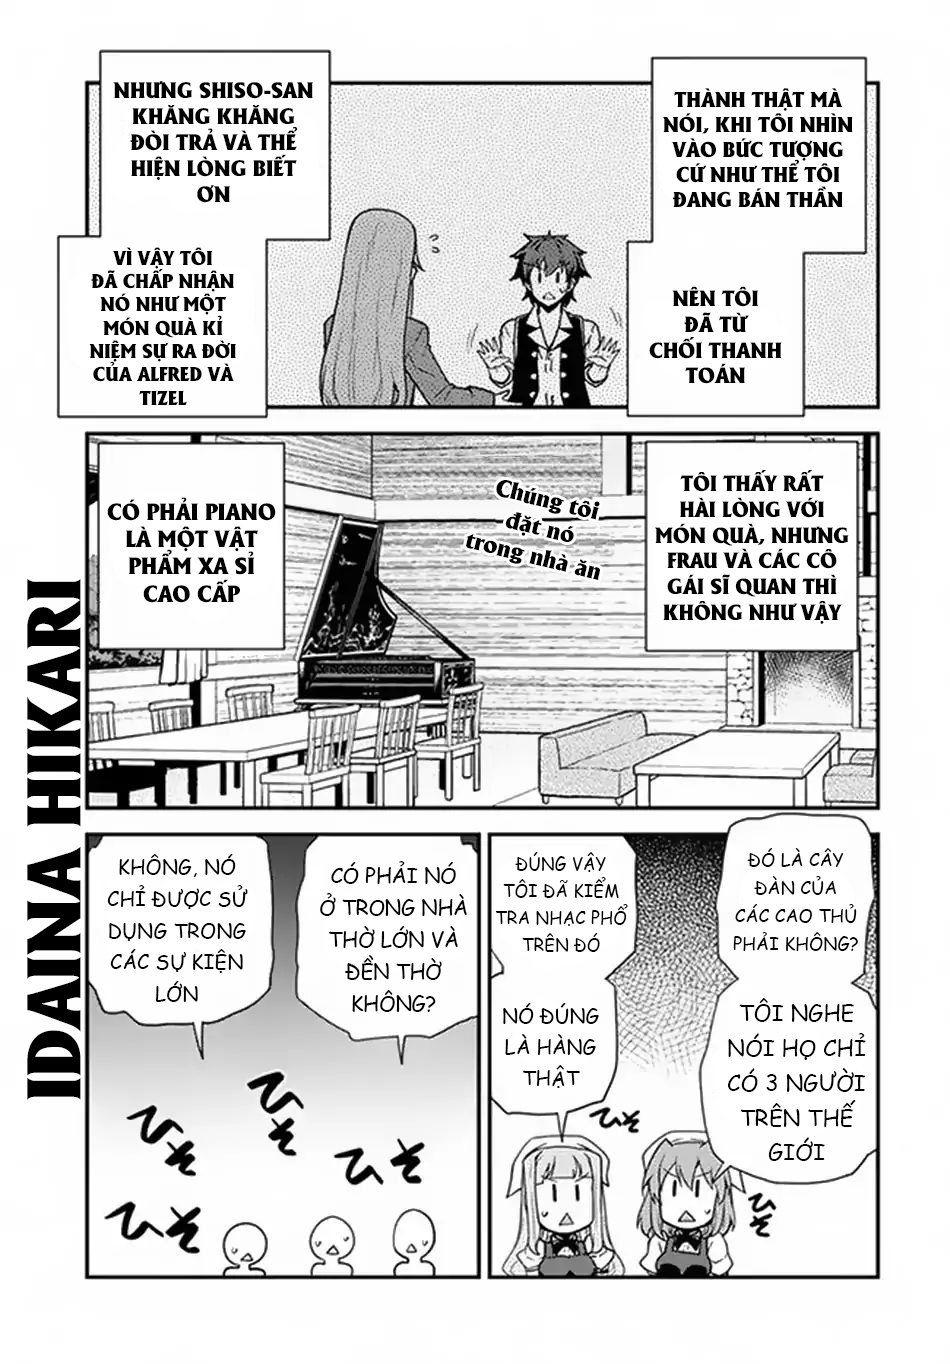 THÀNH THẬT MÀ
NÓI, KHI TÔI NHÌN
VÀO BỨC TƯỢNG
CỨ NHƯ THỂ TÔI
ĐANG BÁN THẦN
NÊN TÔI
ĐÃ TỪ
CHỐI THANH
TOÁN
NHƯNG SHISO-SAN
KHĂNG KHĂNG
ĐÒI TRẢ VÀ THỂ
HIỆN LÒNG BIẾT
ƠN
VÌ VẬY TÔI
ĐÃ CHẤP NHẬN
NÓ NHƯ MỘT
MÓN QUÀ KỈ
NIỆM SỰ RA ĐỜI
CỦA ALFRED VÀ
TIZEL
TÔI THẤY RẤT
HÀI LÒNG VỚI
MÓN QUÀ, NHƯNG
FRAU VÀ CÁC CÔ
GÁI SĨ QUAN THÌ
KHÔNG NHƯ VẬY
Chúng tôi
đặt nó
trong nhà ăn
CÓ PHẢI PIANO
LÀ MỘT VẬT
PHẨM XA SỈ
CAO CẤP
IDAINA HIKARI
ĐÓ LÀ CÂY
ĐÀN CỦA
CÁC CAO THỦ
PHẢI KHÔNG?
TÔI NGHE
NÓI HỌ CHỈ
CÓ 3 NGƯỜI
TRÊN THẾ
GIỚI
ĐÚNG VẬY
TÔI ĐÃ KIỂM
TRA NHẠC PHỔ
TRÊN ĐÓ
NÓ ĐÚNG
LÀ HÀNG
THẬT
ひそ
ひそ
CÓ PHẢI NÓ
Ở TRONG NHÀ
THỜ LỚN VÀ
ĐỀN THỜ
KHÔNG?
KHÔNG, NÓ
CHỈ ĐƯỢC SỬ
DỤNG TRONG
CÁC SỰ KIỆN
LỚN
ひそ
ひそ
ひそ
ひそ